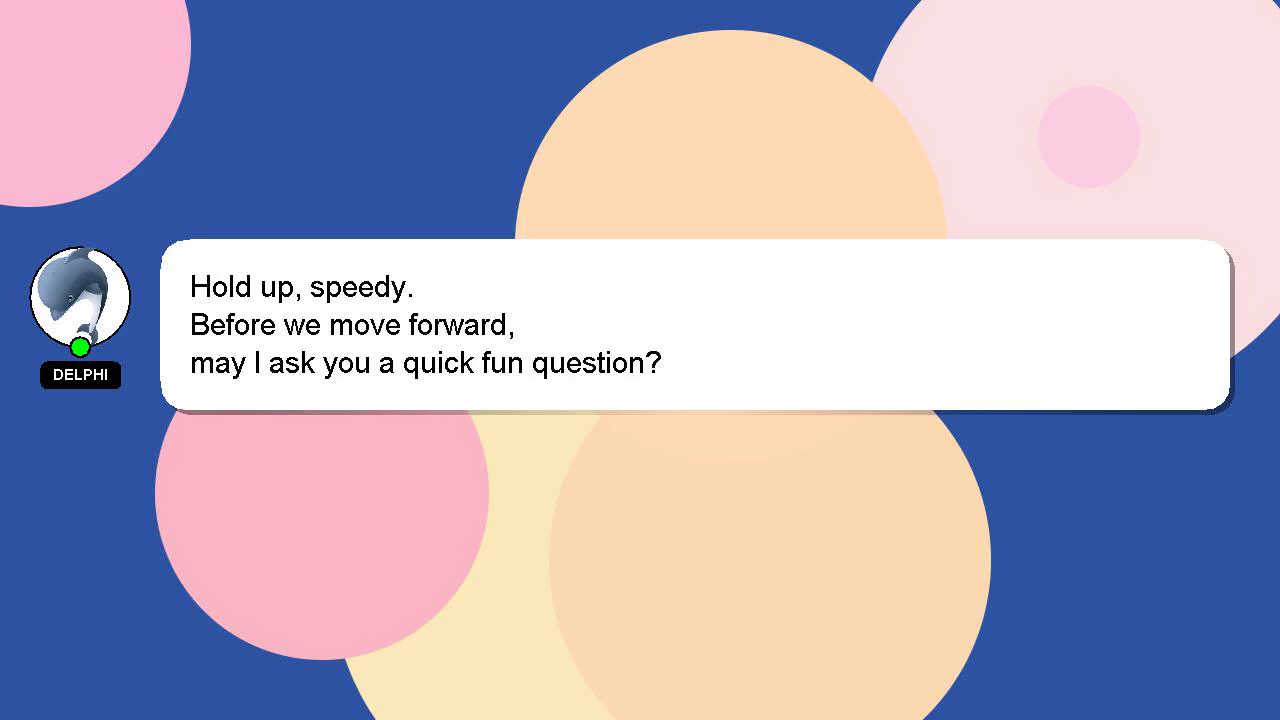 Hold up, speedy.
Before we move forward,
may I ask you a quick fun question?
DELPHI